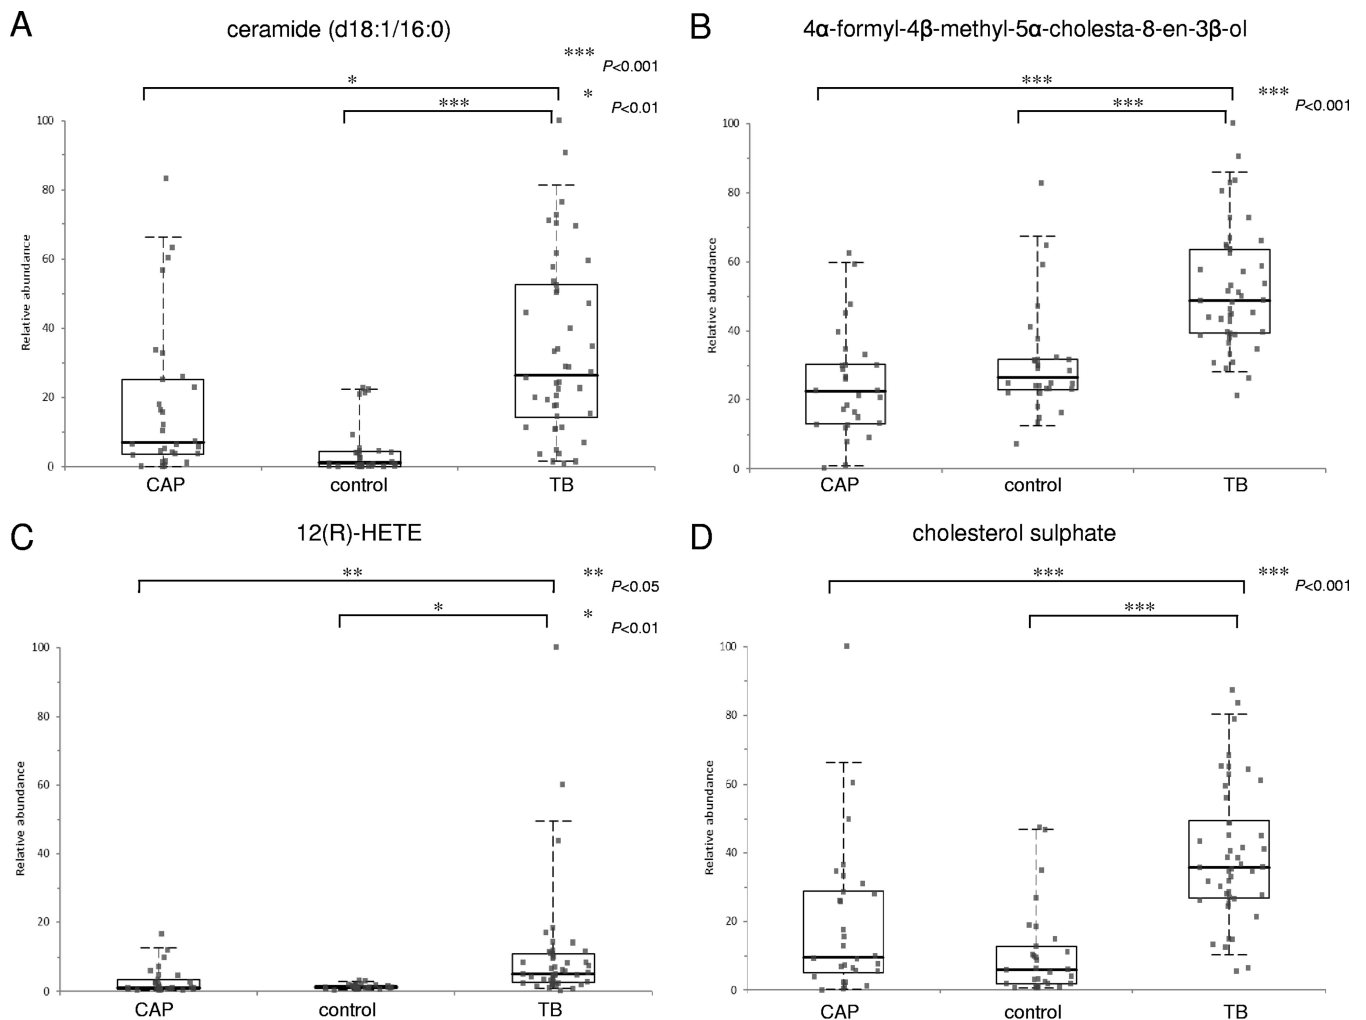 A
ceramide (d18:1/16:0)
***
P<0.001
*
*
P<0.01
***
100
80
60
40
20
0
Relative abundance
CAP
control
TB
B
4α-formyl-4β-methyl-5α-cholesta-8-en-3β-ol
***
***
P<0.001
***
100
80
60
40
20
0
Relative abundance
CAP
control
TB
C
12(R)-HETE
**
**
P<0.05
*
*
P<0.01
100
80
60
40
20
0
Relative abundance
CAP
control
TB
D
cholesterol sulphate
***
***
P<0.001
***
100
80
60
40
20
0
Relative abundance
CAP
control
TB